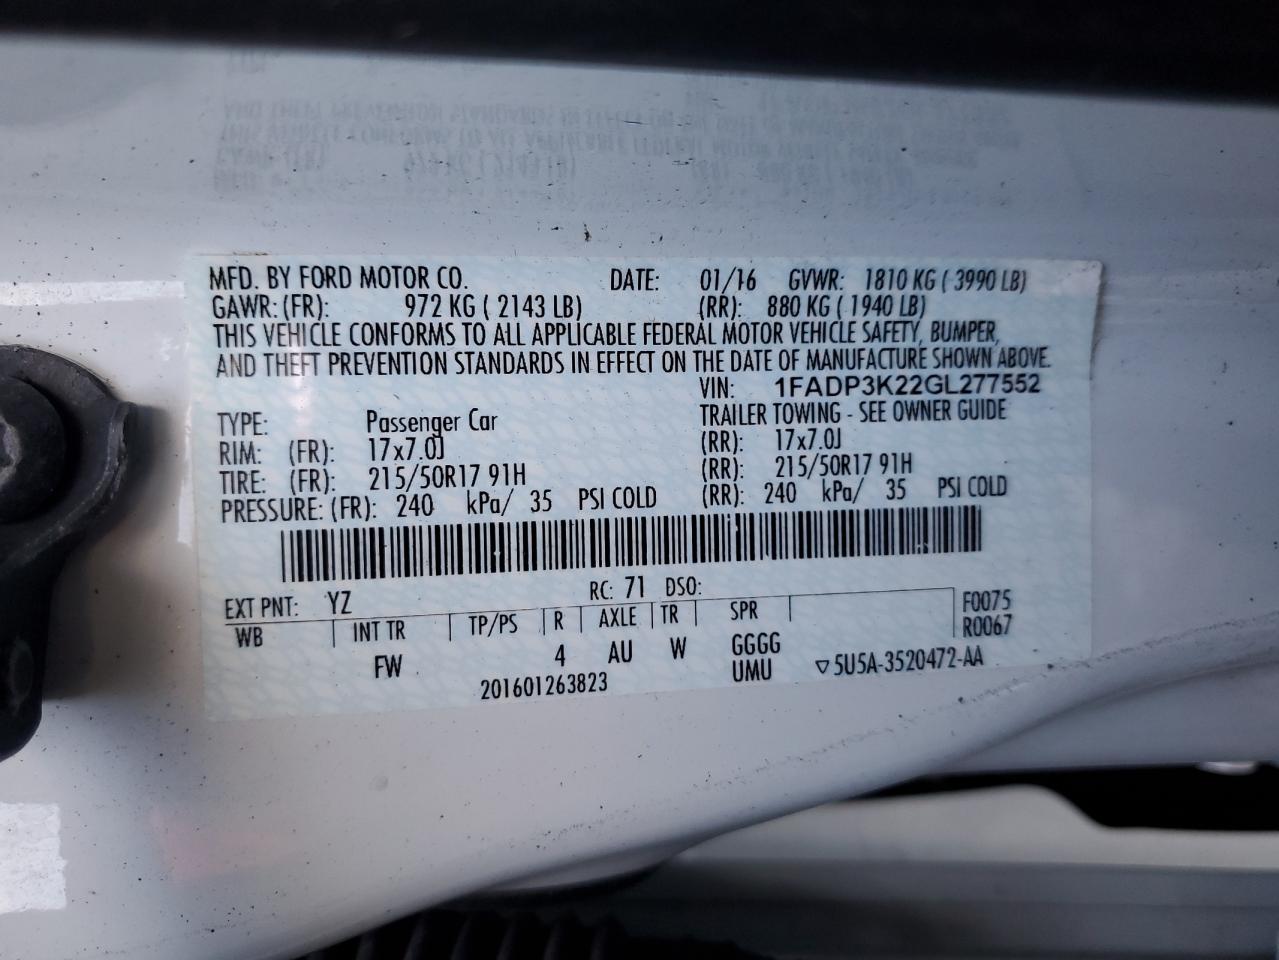 MFD. BY FORD MOTOR CO. DATE: 01/16 GVWR: 1810 KG ( 3990 LB)
GAWR: (FR): 972 KG ( 2143 LB) (RR): 880 KG ( 1940 LB)
THIS VEHICLE CONFORMS TO ALL APPLICABLE FEDERAL MOTOR VEHICLE SAFETY, BUMPER,
AND THEFT PREVENTION STANDARDS IN EFFECT ON THE DATE OF MANUFACTURE SHOWN ABOVE.
VIN: 1FADP3K22GL277552
TYPE: Passenger Car TRAILER TOWING - SEE OWNER GUIDE
RIM: (FR): 17x7.0J (RR): 17x7.0J
TIRE: (FR): 215/50R17 91H (RR): 215/50R17 91H
PRESSURE: (FR): 240 kPa/ 35 PSI COLD (RR): 240 kPa/ 35 PSI COLD
EXT PNT: YZ RC: 71 DSO: F0075
WB INT TR TP/PS R AXLE TR SPR R0067
FW 4 AU W GGGG
201601263823 UMU ▽5U5A-3520472-AA